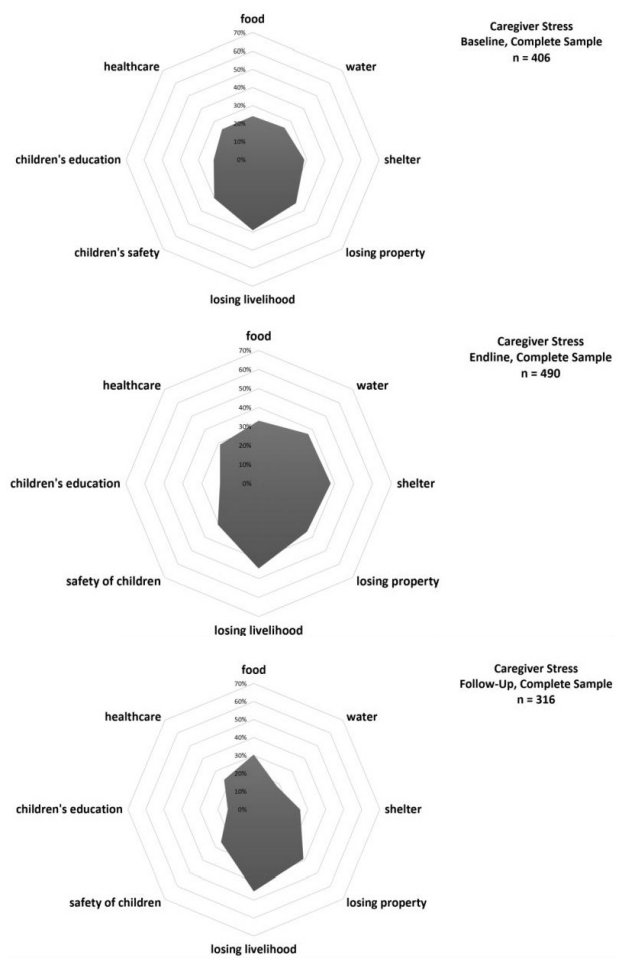 food
Caregiver Stress
Baseline, Complete Sample
n = 406
70%
60%
50%
40%
30%
20%
10%
0%
healthcare
water
children's education
shelter
children's safety
losing property
losing livelihood
food
Caregiver Stress
Endline, Complete Sample
n = 490
70%
60%
50%
40%
30%
20%
10%
0%
healthcare
water
children's education
shelter
safety of children
losing property
losing livelihood
food
Caregiver Stress
Follow-Up, Complete Sample
n = 316
70%
60%
50%
40%
30%
20%
10%
0%
healthcare
water
children's education
shelter
safety of children
losing property
losing livelihood